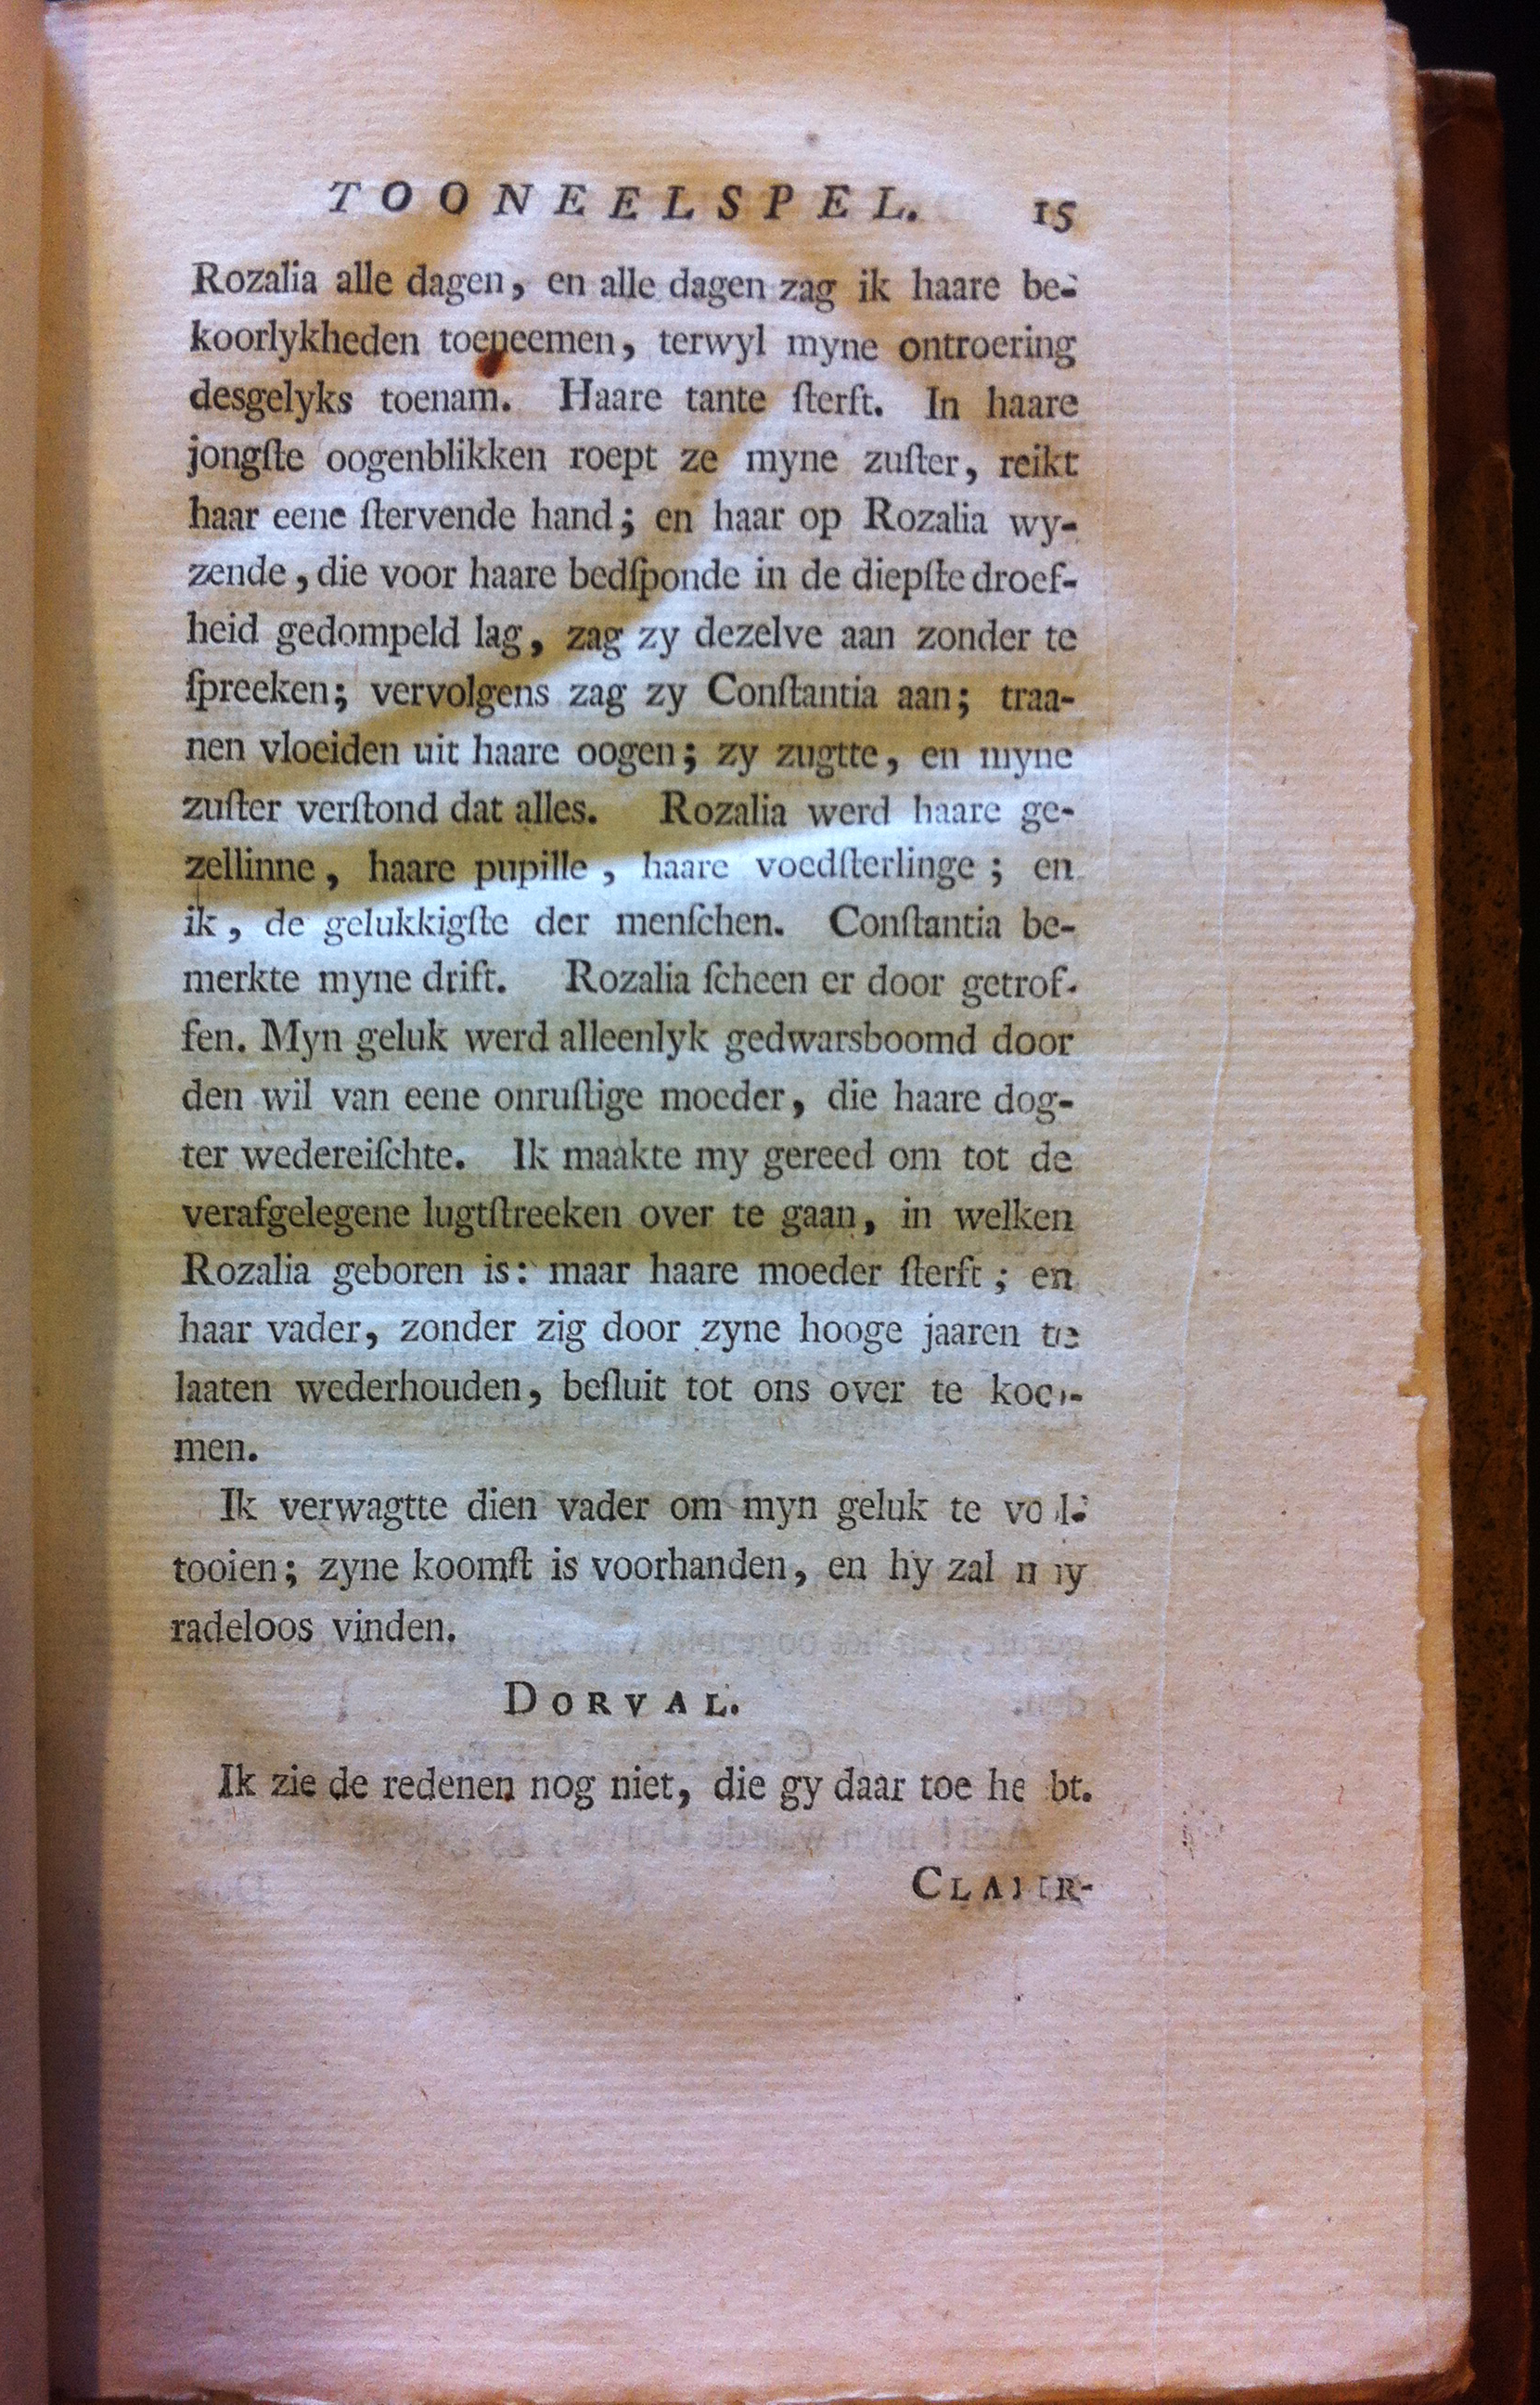 TOONEELSPEL. 15
Rozalia alle dagen, en alle dagen zag ik haare be-
koorlykheden toeneemen, terwyl myne ontroering
desgelyks toenam. Haare tante ſterft. In haare
jongſte oogenblikken roept ze myne zuſter, reikt
haar eene ſtervende hand; en haar op Rozalia wy-
zende, die voor haare bedſponde in de diepſte droef-
heid gedompeld lag, zag zy dezelve aan zonder te
ſpreeken; vervolgens zag zy Conſtantia aan; traa-
nen vloeiden uit haare oogen; zy zugtte, en myne
zuſter verſtond dat alles. Rozalia werd haare ge-
zellinne, haare pupille, haare voedſterlinge; en
ik, de gelukkigſte der menſchen. Conſtantia be-
merkte myne drift. Rozalia ſcheen er door getrof-
fen. Myn geluk werd alleenlyk gedwarsboomd door
den wil van eene onruſtige moeder, die haare dog-
ter wedereiſchte. Ik maakte my gereed om tot de
verafgelegene lugtſtreeken over te gaan, in welken
Rozalia geboren is: maar haare moeder ſterft; en
haar vader, zonder zig door zyne hooge jaaren te
laaten wederhouden, beſluit tot ons over te koo-
men.
Ik verwagtte dien vader om myn geluk te vol-
tooien; zyne koomſt is voorhanden, en hy zal my
radeloos vinden.
DORVAL.
Ik zie de redenen nog niet, die gy daar toe hebt.
CLAIR-